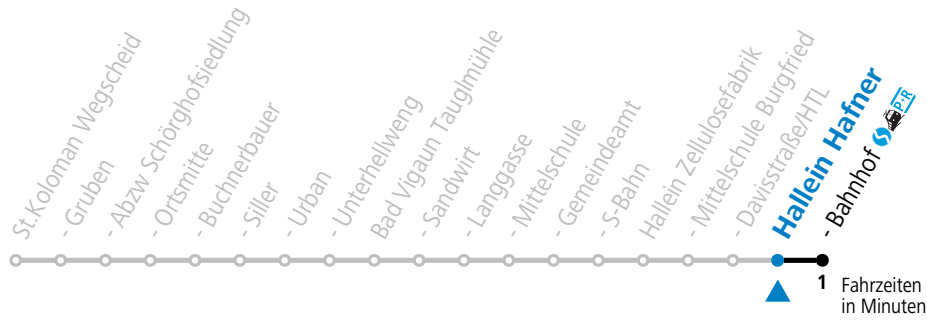 St.Koloman Wegscheid
- Gruben
- Abzw Schörghofsiedlung
- Ortsmitte
- Buchnerbauer
- Siller
- Urban
- Unterhellweng
Bad Vigaun Tauglmühle
- Sandwirt
- Langgasse
- Mittelschule
- Gemeindeamt
- S-Bahn
Hallein Zellulosefabrik
- Mittelschule Burgfried
- Davisstraße/HTL
Hallein Hafner
- Bahnhof S P+R
1 Fahrzeiten
in Minuten